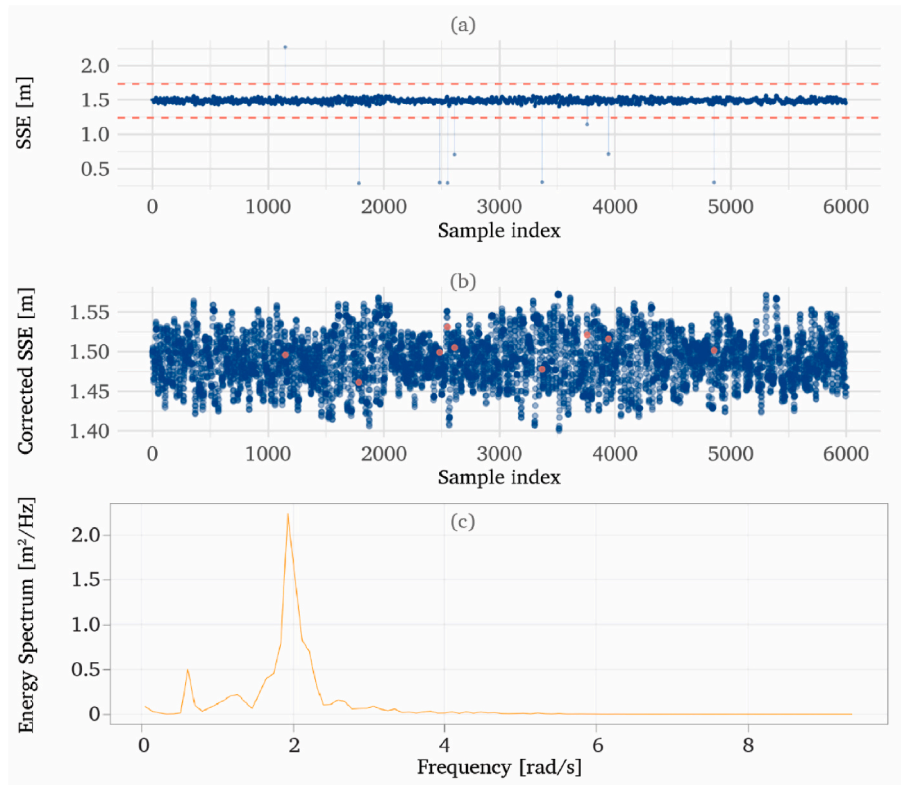 (a)
SSE [m]
2.0
1.5
1.0
0.5
0 1000 2000 3000 4000 5000 6000
Sample index
(b)
Corrected SSE [m]
1.55
1.50
1.45
1.40
0 1000 2000 3000 4000 5000 6000
Sample index
(c)
Energy Spectrum [m²/Hz]
2.0
1.5
1.0
0.5
0
0 2 4 6 8
Frequency [rad/s]